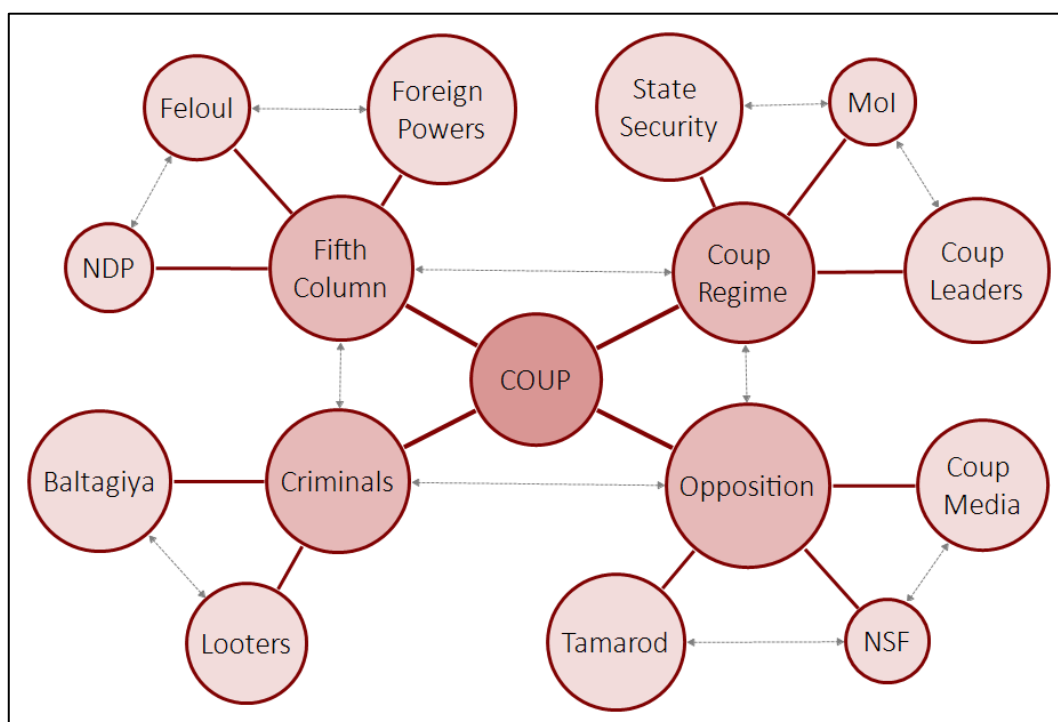 Feloul
Foreign
Powers
State
Security
MoI
NDP
Fifth
Column
Coup
Regime
Coup
Leaders
COUP
Baltagiya
Criminals
Opposition
Coup
Media
Looters
Tamarod
NSF